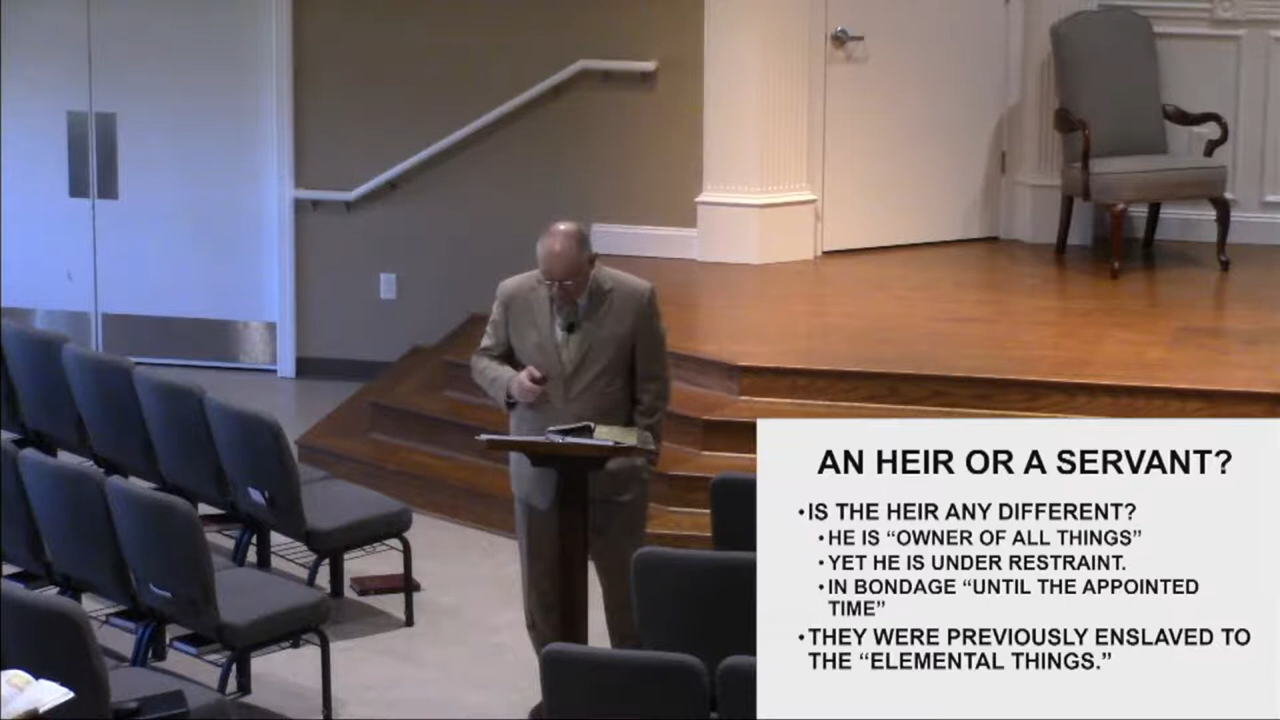 AN HEIR OR A SERVANT?
•IS THE HEIR ANY DIFFERENT?
•HE IS “OWNER OF ALL THINGS”
•YET HE IS UNDER RESTRAINT.
•IN BONDAGE “UNTIL THE APPOINTED
TIME”
•THEY WERE PREVIOUSLY ENSLAVED TO
THE “ELEMENTAL THINGS.”